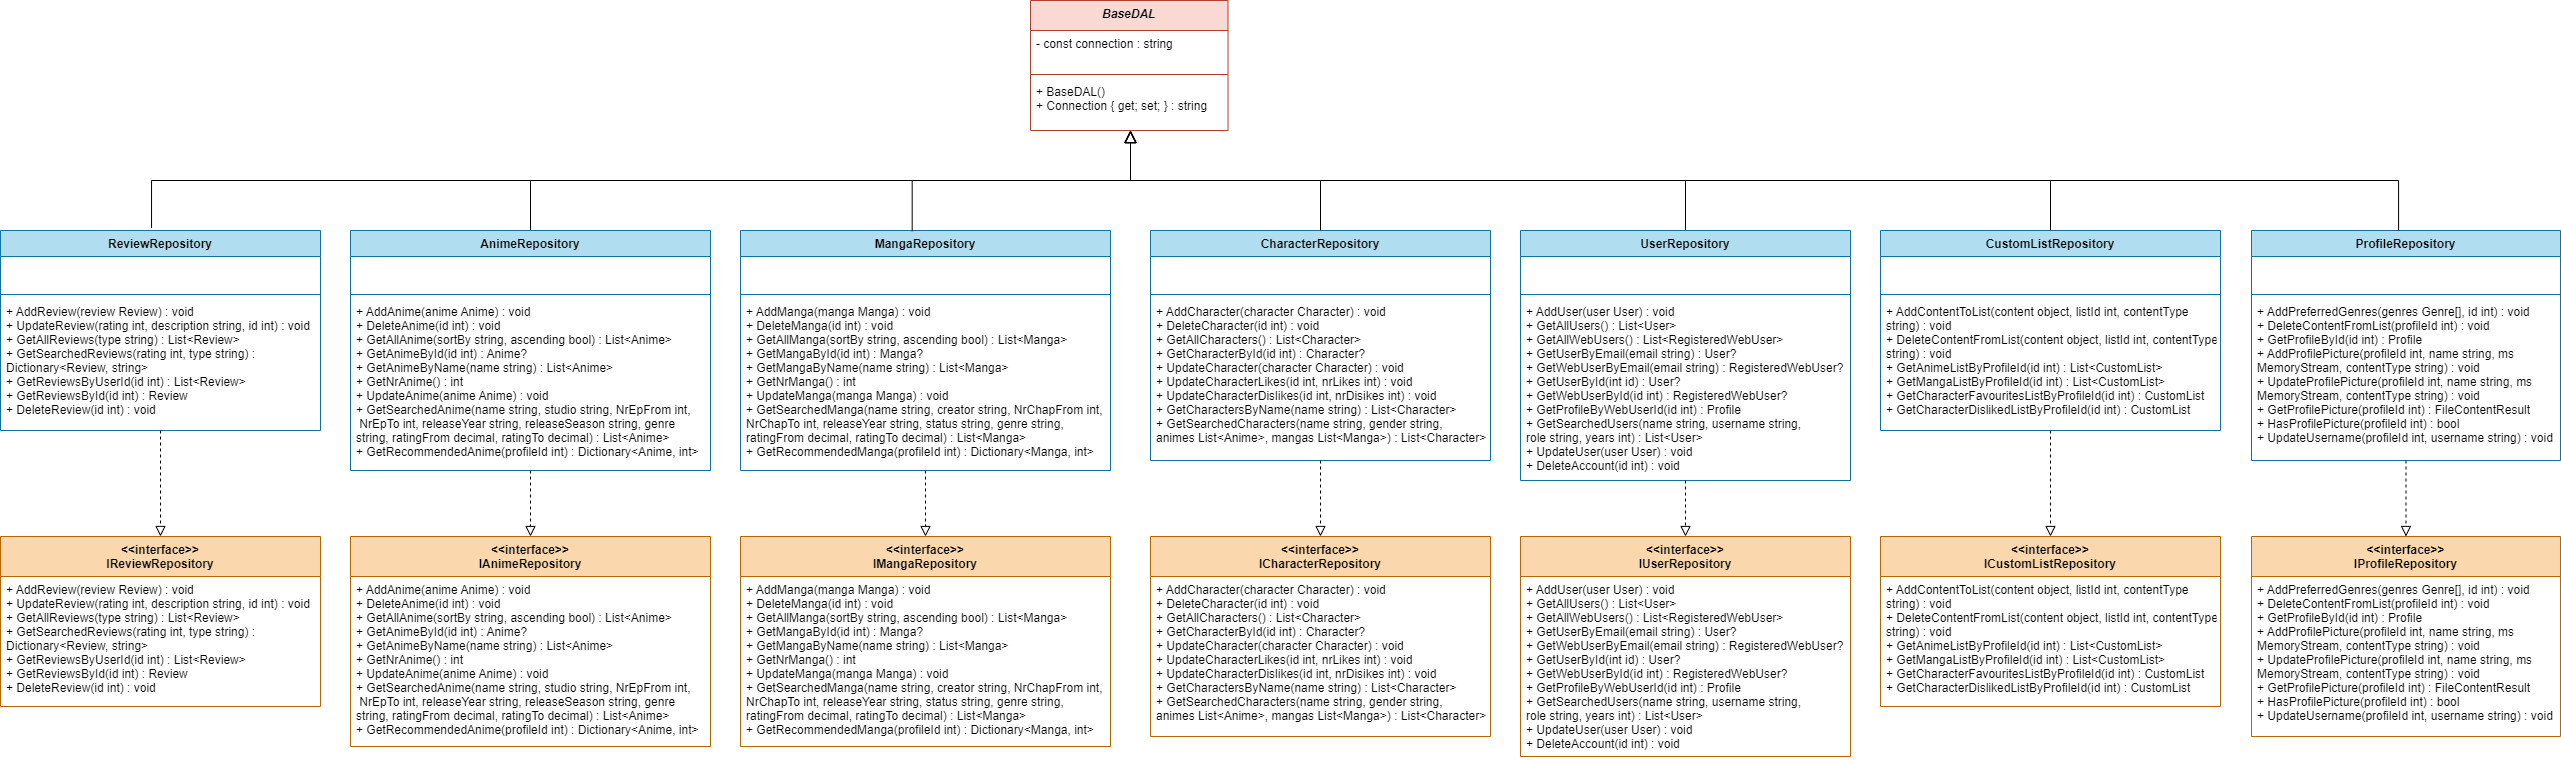 BaseDAL
- const connection : string
+ BaseDAL()
+ Connection { get; set; } : string
ReviewRepository
+ AddReview(review Review) : void
+ UpdateReview(rating int, description string, id int) : void
+ GetAllReviews(type string) : List<Review>
+ GetSearchedReviews(rating int, type string) :
Dictionary<Review, string>
+ GetReviewsByUserId(id int) : List<Review>
+ GetReviewsById(id int) : Review
+ DeleteReview(id int) : void
AnimeRepository
+ AddAnime(anime Anime) : void
+ DeleteAnime(id int) : void
+ GetAllAnime(sortBy string, ascending bool) : List<Anime>
+ GetAnimeById(id int) : Anime?
+ GetAnimeByName(name string) : List<Anime>
+ GetNrAnime() : int
+ UpdateAnime(anime Anime) : void
+ GetSearchedAnime(name string, studio string, NrEpFrom int,
NrEpTo int, releaseYear string, releaseSeason string, genre
string, ratingFrom decimal, ratingTo decimal) : List<Anime>
+ GetRecommendedAnime(profileId int) : Dictionary<Anime, int>
MangaRepository
+ AddManga(manga Manga) : void
+ DeleteManga(id int) : void
+ GetAllManga(sortBy string, ascending bool) : List<Manga>
+ GetMangaById(id int) : Manga?
+ GetMangaByName(name string) : List<Manga>
+ GetNrManga() : int
+ UpdateManga(manga Manga) : void
+ GetSearchedManga(name string, creator string, NrChapFrom int,
NrChapTo int, releaseYear string, status string, genre string,
ratingFrom decimal, ratingTo decimal) : List<Manga>
+ GetRecommendedManga(profileId int) : Dictionary<Manga, int>
CharacterRepository
+ AddCharacter(character Character) : void
+ DeleteCharacter(id int) : void
+ GetAllCharacters() : List<Character>
+ GetCharacterById(id int) : Character?
+ UpdateCharacter(character Character) : void
+ UpdateCharacterLikes(id int, nrLikes int) : void
+ UpdateCharacterDislikes(id int, nrDisikes int) : void
+ GetCharactersByName(name string) : List<Character>
+ GetSearchedCharacters(name string, gender string,
animes List<Anime>, mangas List<Manga>) : List<Character>
UserRepository
+ AddUser(user User) : void
+ GetAllUsers() : List<User>
+ GetAllWebUsers() : List<RegisteredWebUser>
+ GetUserByEmail(email string) : User?
+ GetWebUserByEmail(email string) : RegisteredWebUser?
+ GetUserById(int id) : User?
+ GetWebUserById(id int) : RegisteredWebUser?
+ GetProfileByWebUserId(id int) : Profile
+ GetSearchedUsers(name string, username string,
role string, years int) : List<User>
+ UpdateUser(user User) : void
+ DeleteAccount(id int) : void
CustomListRepository
+ AddContentToList(content object, listId int, contentType
string) : void
+ DeleteContentFromList(content object, listId int, contentType
string) : void
+ GetAnimeListByProfileId(id int) : List<CustomList>
+ GetMangaListByProfileId(id int) : List<CustomList>
+ GetCharacterFavouritesListByProfileId(id int) : CustomList
+ GetCharacterDislikedListByProfileId(id int) : CustomList
ProfileRepository
+ AddPreferredGenres(genres Genre[], id int) : void
+ DeleteContentFromList(profileId int) : void
+ GetProfileById(id int) : Profile
+ AddProfilePicture(profileId int, name string, ms
MemoryStream, contentType string) : void
+ UpdateProfilePicture(profileId int, name string, ms
MemoryStream, contentType string) : void
+ GetProfilePicture(profileId int) : FileContentResult
+ HasProfilePicture(profileId int) : bool
+ UpdateUsername(profileId int, username string) : void
<<interface>>
IReviewRepository
+ AddReview(review Review) : void
+ UpdateReview(rating int, description string, id int) : void
+ GetAllReviews(type string) : List<Review>
+ GetSearchedReviews(rating int, type string) :
Dictionary<Review, string>
+ GetReviewsByUserId(id int) : List<Review>
+ GetReviewsById(id int) : Review
+ DeleteReview(id int) : void
<<interface>>
IAnimeRepository
+ AddAnime(anime Anime) : void
+ DeleteAnime(id int) : void
+ GetAllAnime(sortBy string, ascending bool) : List<Anime>
+ GetAnimeById(id int) : Anime?
+ GetAnimeByName(name string) : List<Anime>
+ GetNrAnime() : int
+ UpdateAnime(anime Anime) : void
+ GetSearchedAnime(name string, studio string, NrEpFrom int,
NrEpTo int, releaseYear string, releaseSeason string, genre
string, ratingFrom decimal, ratingTo decimal) : List<Anime>
+ GetRecommendedAnime(profileId int) : Dictionary<Anime, int>
<<interface>>
IMangaRepository
+ AddManga(manga Manga) : void
+ DeleteManga(id int) : void
+ GetAllManga(sortBy string, ascending bool) : List<Manga>
+ GetMangaById(id int) : Manga?
+ GetMangaByName(name string) : List<Manga>
+ GetNrManga() : int
+ UpdateManga(manga Manga) : void
+ GetSearchedManga(name string, creator string, NrChapFrom int,
NrChapTo int, releaseYear string, status string, genre string,
ratingFrom decimal, ratingTo decimal) : List<Manga>
+ GetRecommendedManga(profileId int) : Dictionary<Manga, int>
<<interface>>
ICharacterRepository
+ AddCharacter(character Character) : void
+ DeleteCharacter(id int) : void
+ GetAllCharacters() : List<Character>
+ GetCharacterById(id int) : Character?
+ UpdateCharacter(character Character) : void
+ UpdateCharacterLikes(id int, nrLikes int) : void
+ UpdateCharacterDislikes(id int, nrDisikes int) : void
+ GetCharactersByName(name string) : List<Character>
+ GetSearchedCharacters(name string, gender string,
animes List<Anime>, mangas List<Manga>) : List<Character>
<<interface>>
IUserRepository
+ AddUser(user User) : void
+ GetAllUsers() : List<User>
+ GetAllWebUsers() : List<RegisteredWebUser>
+ GetUserByEmail(email string) : User?
+ GetWebUserByEmail(email string) : RegisteredWebUser?
+ GetUserById(int id) : User?
+ GetWebUserById(id int) : RegisteredWebUser?
+ GetProfileByWebUserId(id int) : Profile
+ GetSearchedUsers(name string, username string,
role string, years int) : List<User>
+ UpdateUser(user User) : void
+ DeleteAccount(id int) : void
<<interface>>
ICustomListRepository
+ AddContentToList(content object, listId int, contentType
string) : void
+ DeleteContentFromList(content object, listId int, contentType
string) : void
+ GetAnimeListByProfileId(id int) : List<CustomList>
+ GetMangaListByProfileId(id int) : List<CustomList>
+ GetCharacterFavouritesListByProfileId(id int) : CustomList
+ GetCharacterDislikedListByProfileId(id int) : CustomList
<<interface>>
IProfileRepository
+ AddPreferredGenres(genres Genre[], id int) : void
+ DeleteContentFromList(profileId int) : void
+ GetProfileById(id int) : Profile
+ AddProfilePicture(profileId int, name string, ms
MemoryStream, contentType string) : void
+ UpdateProfilePicture(profileId int, name string, ms
MemoryStream, contentType string) : void
+ GetProfilePicture(profileId int) : FileContentResult
+ HasProfilePicture(profileId int) : bool
+ UpdateUsername(profileId int, username string) : void